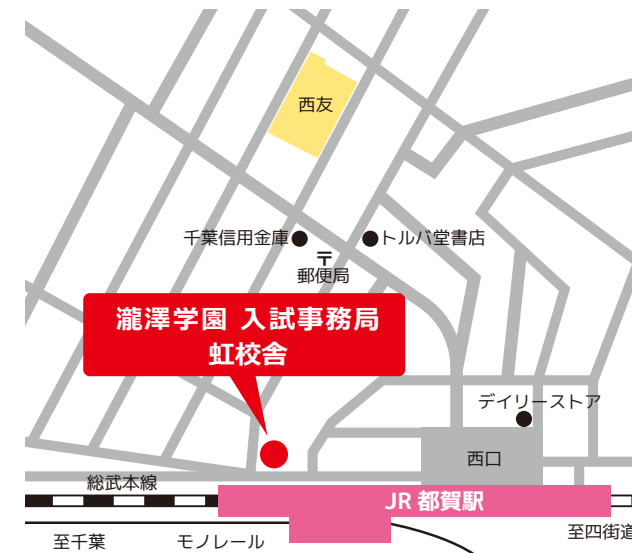 西友
千葉信用金庫
トルバ堂書店
〒
郵便局
瀧澤学園 入試事務局
虹校舎
デイリーストア
西口
総武本線
JR 都賀駅
至四街道
至千葉
モノレール